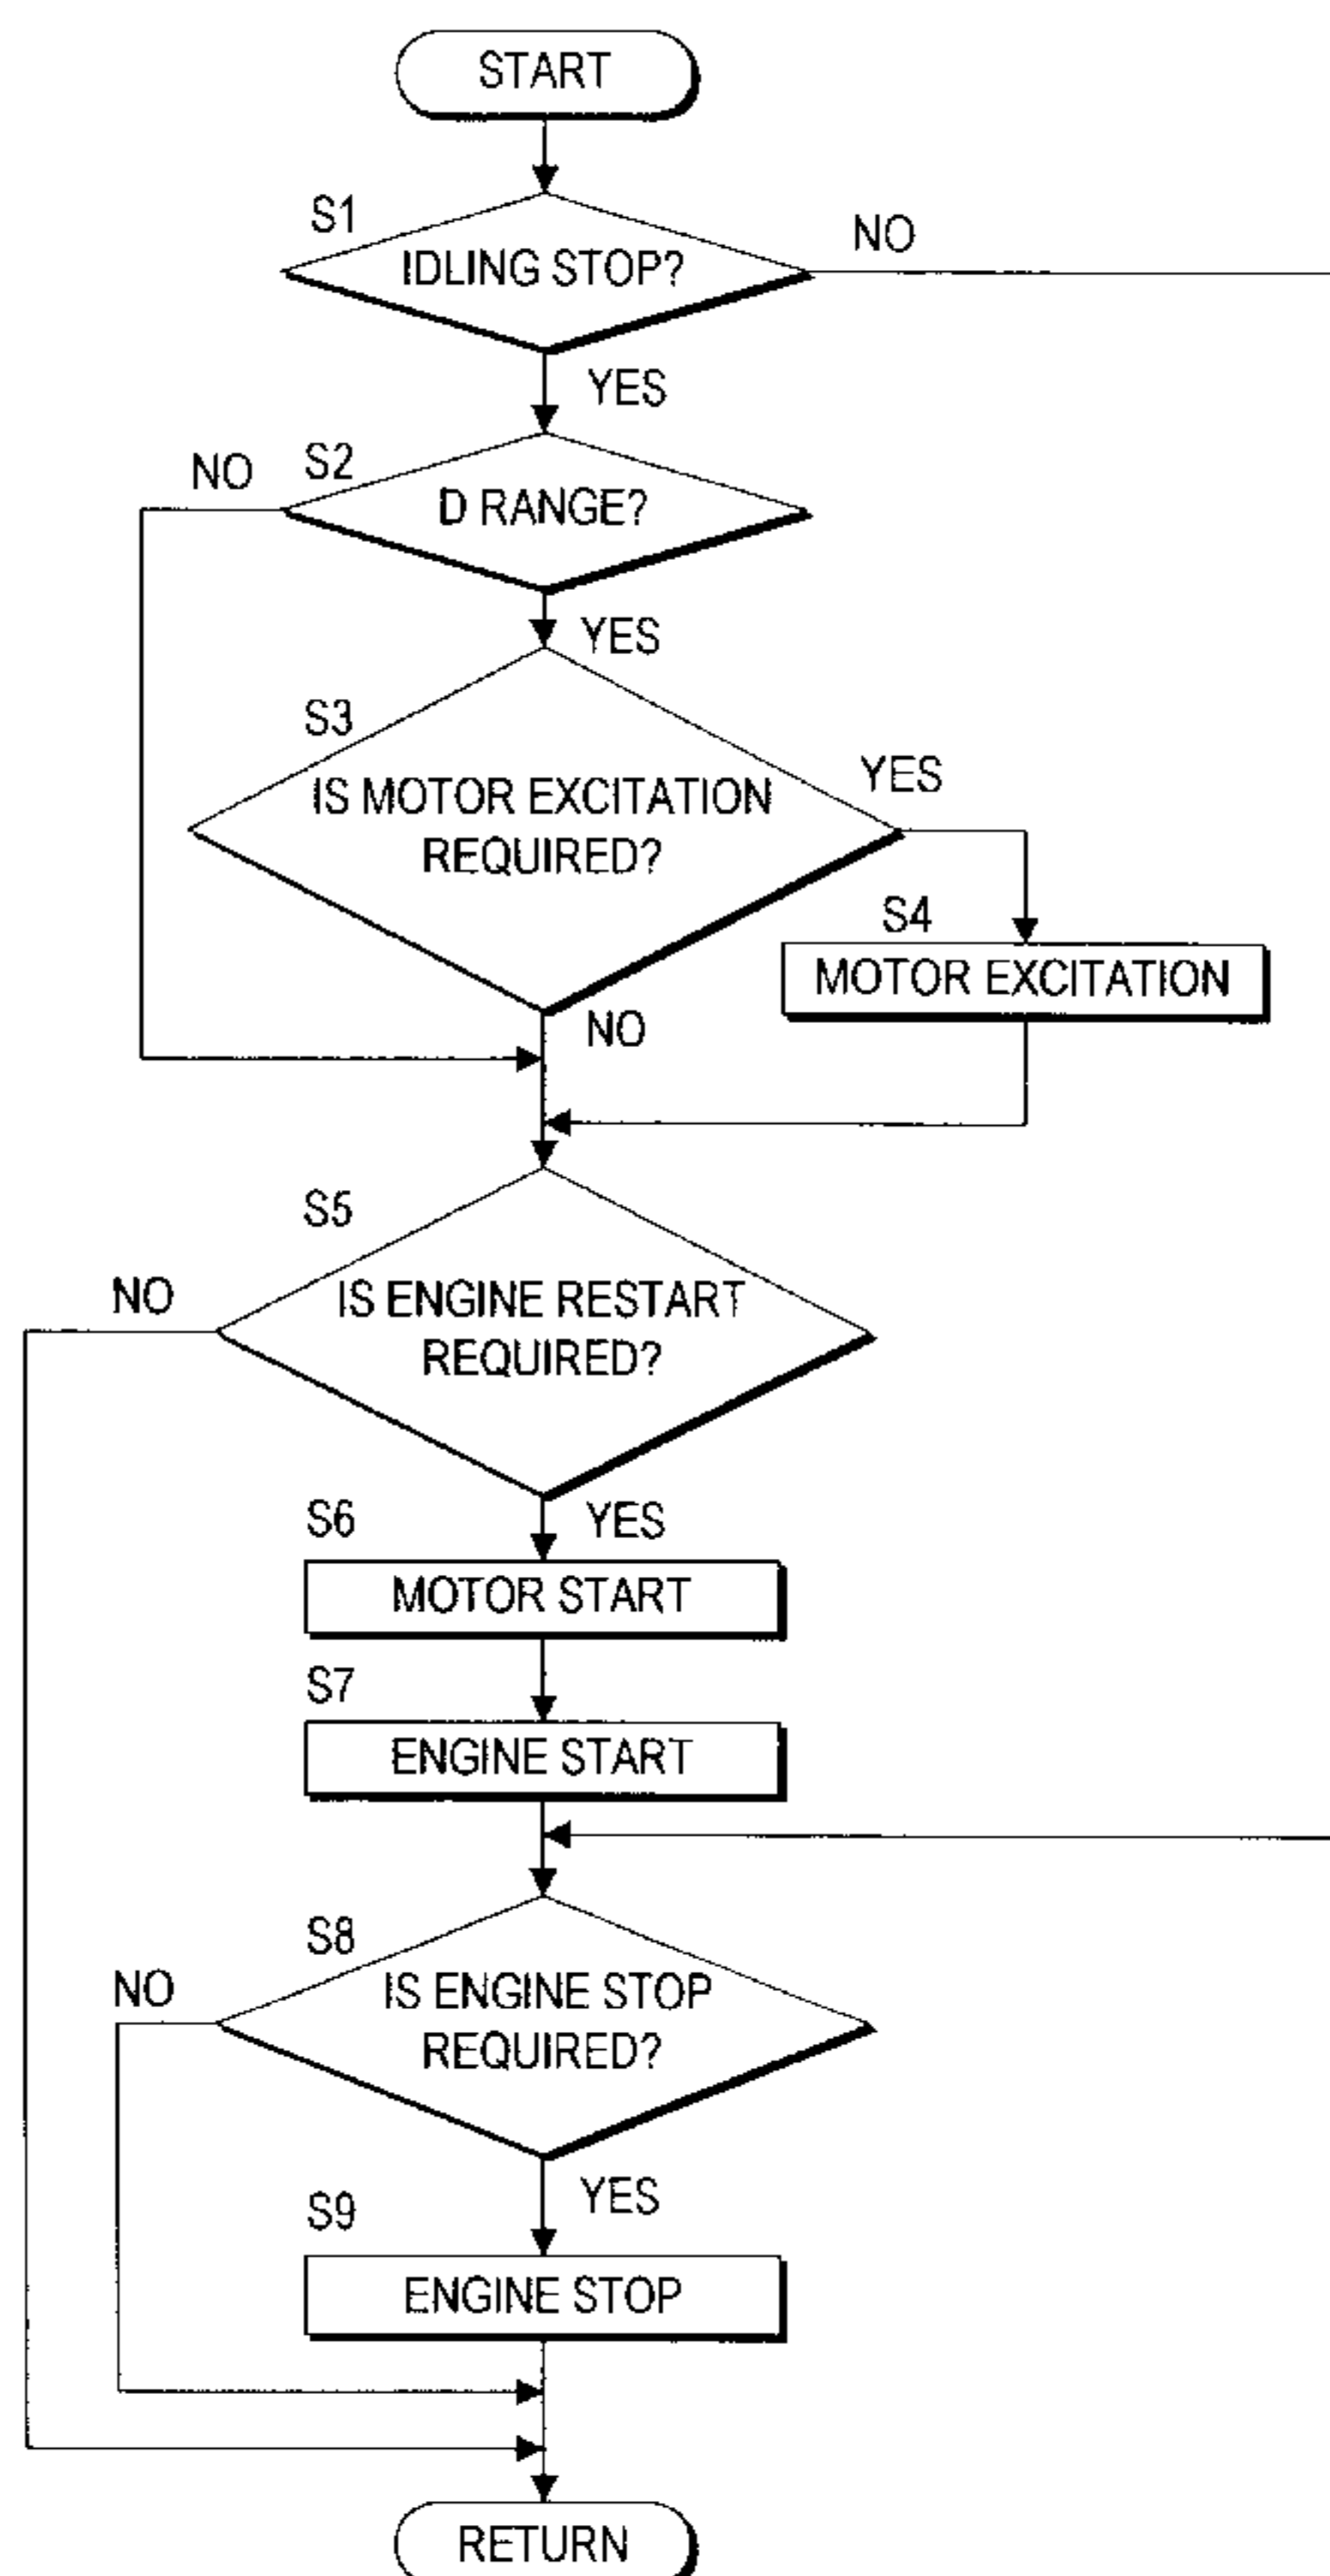 START
S1
IDLING STOP?
NO
YES
S2
NO
D RANGE?
YES
S3
IS MOTOR EXCITATION
REQUIRED?
YES
S4
MOTOR EXCITATION
NO
S5
NO
IS ENGINE RESTART
REQUIRED?
YES
S6
MOTOR START
S7
ENGINE START
S8
NO
IS ENGINE STOP
REQUIRED?
YES
S9
ENGINE STOP
RETURN